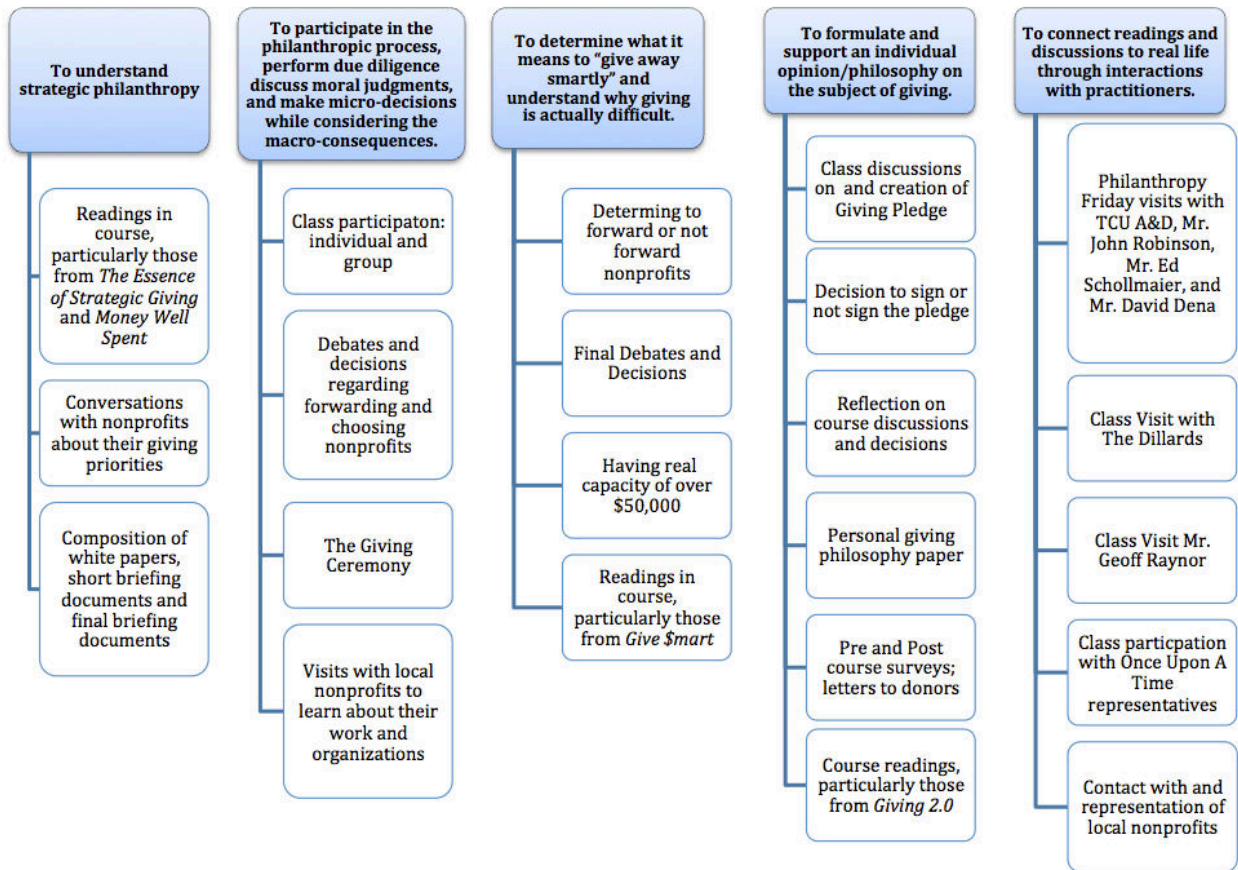 To understand
strategic philanthropy
Readings in
course,
particularly those
from The Essence
of Strategic Giving
and Money Well
Spent
Conversations
with nonprofits
about their giving
priorities
Composition of
white papers,
short briefing
documents and
final briefing
documents
To participate in the
philanthropic process,
perform due diligence
discuss moral judgments,
and make micro-decisions
while considering the
macro-consequences.
Class participaton:
individual and
group
Debates and
decisions
regarding
forwarding and
choosing
nonprofits
The Giving
Ceremony
Visits with local
nonprofits to
learn about their
work and
organizations
To determine what it
means to “give away
smartly” and
understand why giving
is actually difficult.
Determing to
forward or not
forward
nonprofits
Final Debates and
Decisions
Having real
capacity of over
$50,000
Readings in
course,
particularly those
from Give $mart
To formulate and
support an individual
opinion/philosophy on
the subject of giving.
Class discussions
on and creation of
Giving Pledge
Decision to sign or
not sign the pledge
Reflection on
course discussions
and decisions
Personal giving
philosophy paper
Pre and Post
course surveys;
letters to donors
Course readings,
particularly those
from Giving 2.0
To connect readings and
discussions to real life
through interactions
with practitioners.
Philanthropy
Friday visits with
TCU A&D, Mr.
John Robinson,
Mr. Ed
Schollmaier, and
Mr. David Dena
Class Visit with
The Dillards
Class Visit Mr.
Geoff Raynor
Class particpation
with Once Upon A
Time
representatives
Contact with and
representation of
local nonprofits